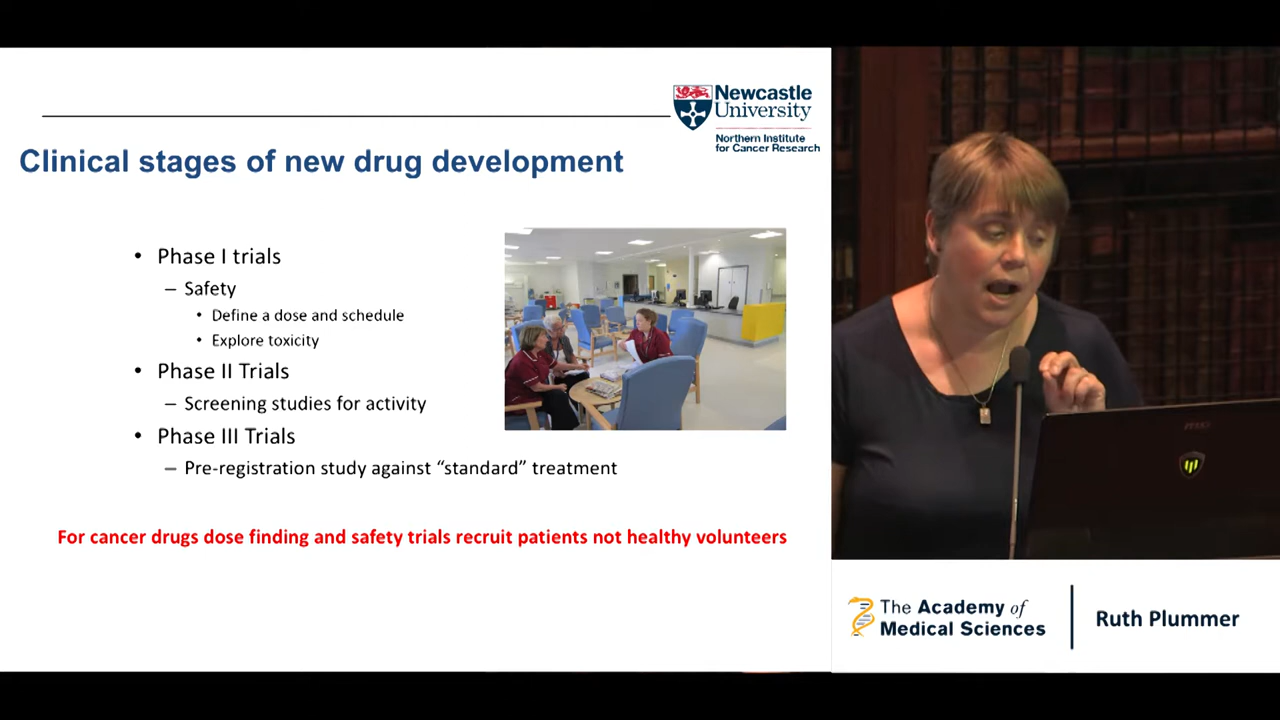 Newcastle
University
Northern Institute
for Cancer Research
Clinical stages of new drug development
• Phase I trials
– Safety
• Define a dose and schedule
• Explore toxicity
• Phase II Trials
– Screening studies for activity
• Phase III Trials
– Pre-registration study against “standard” treatment
For cancer drugs dose finding and safety trials recruit patients not healthy volunteers
msi
The Academy of
Medical Sciences
Ruth Plummer